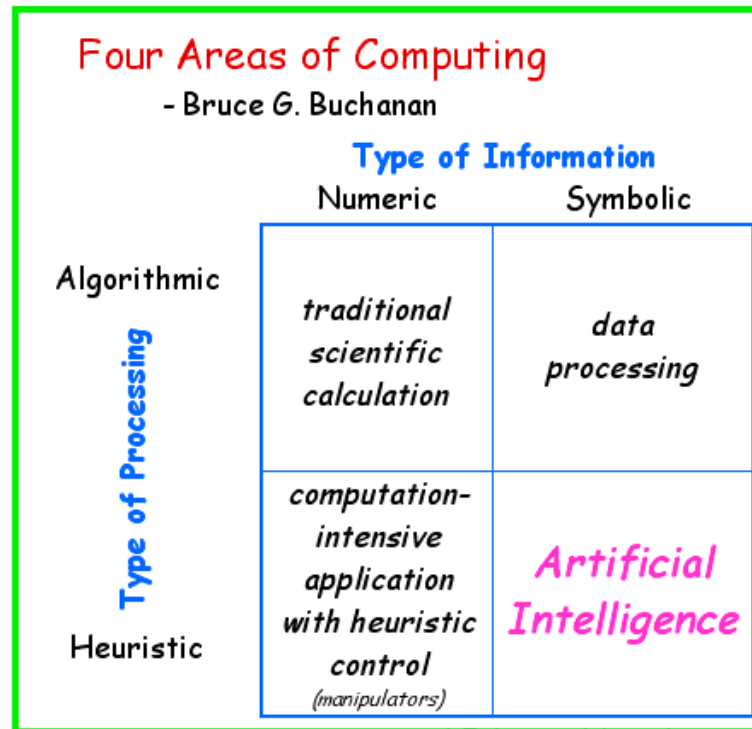 Four Areas of Computing
- Bruce G. Buchanan
Type of Information
Numeric Symbolic
Algorithmic
Type of Processing
Heuristic
traditional
scientific
calculation
data
processing
computation-
intensive
application
with heuristic
control
(manipulators)
Artificial
Intelligence